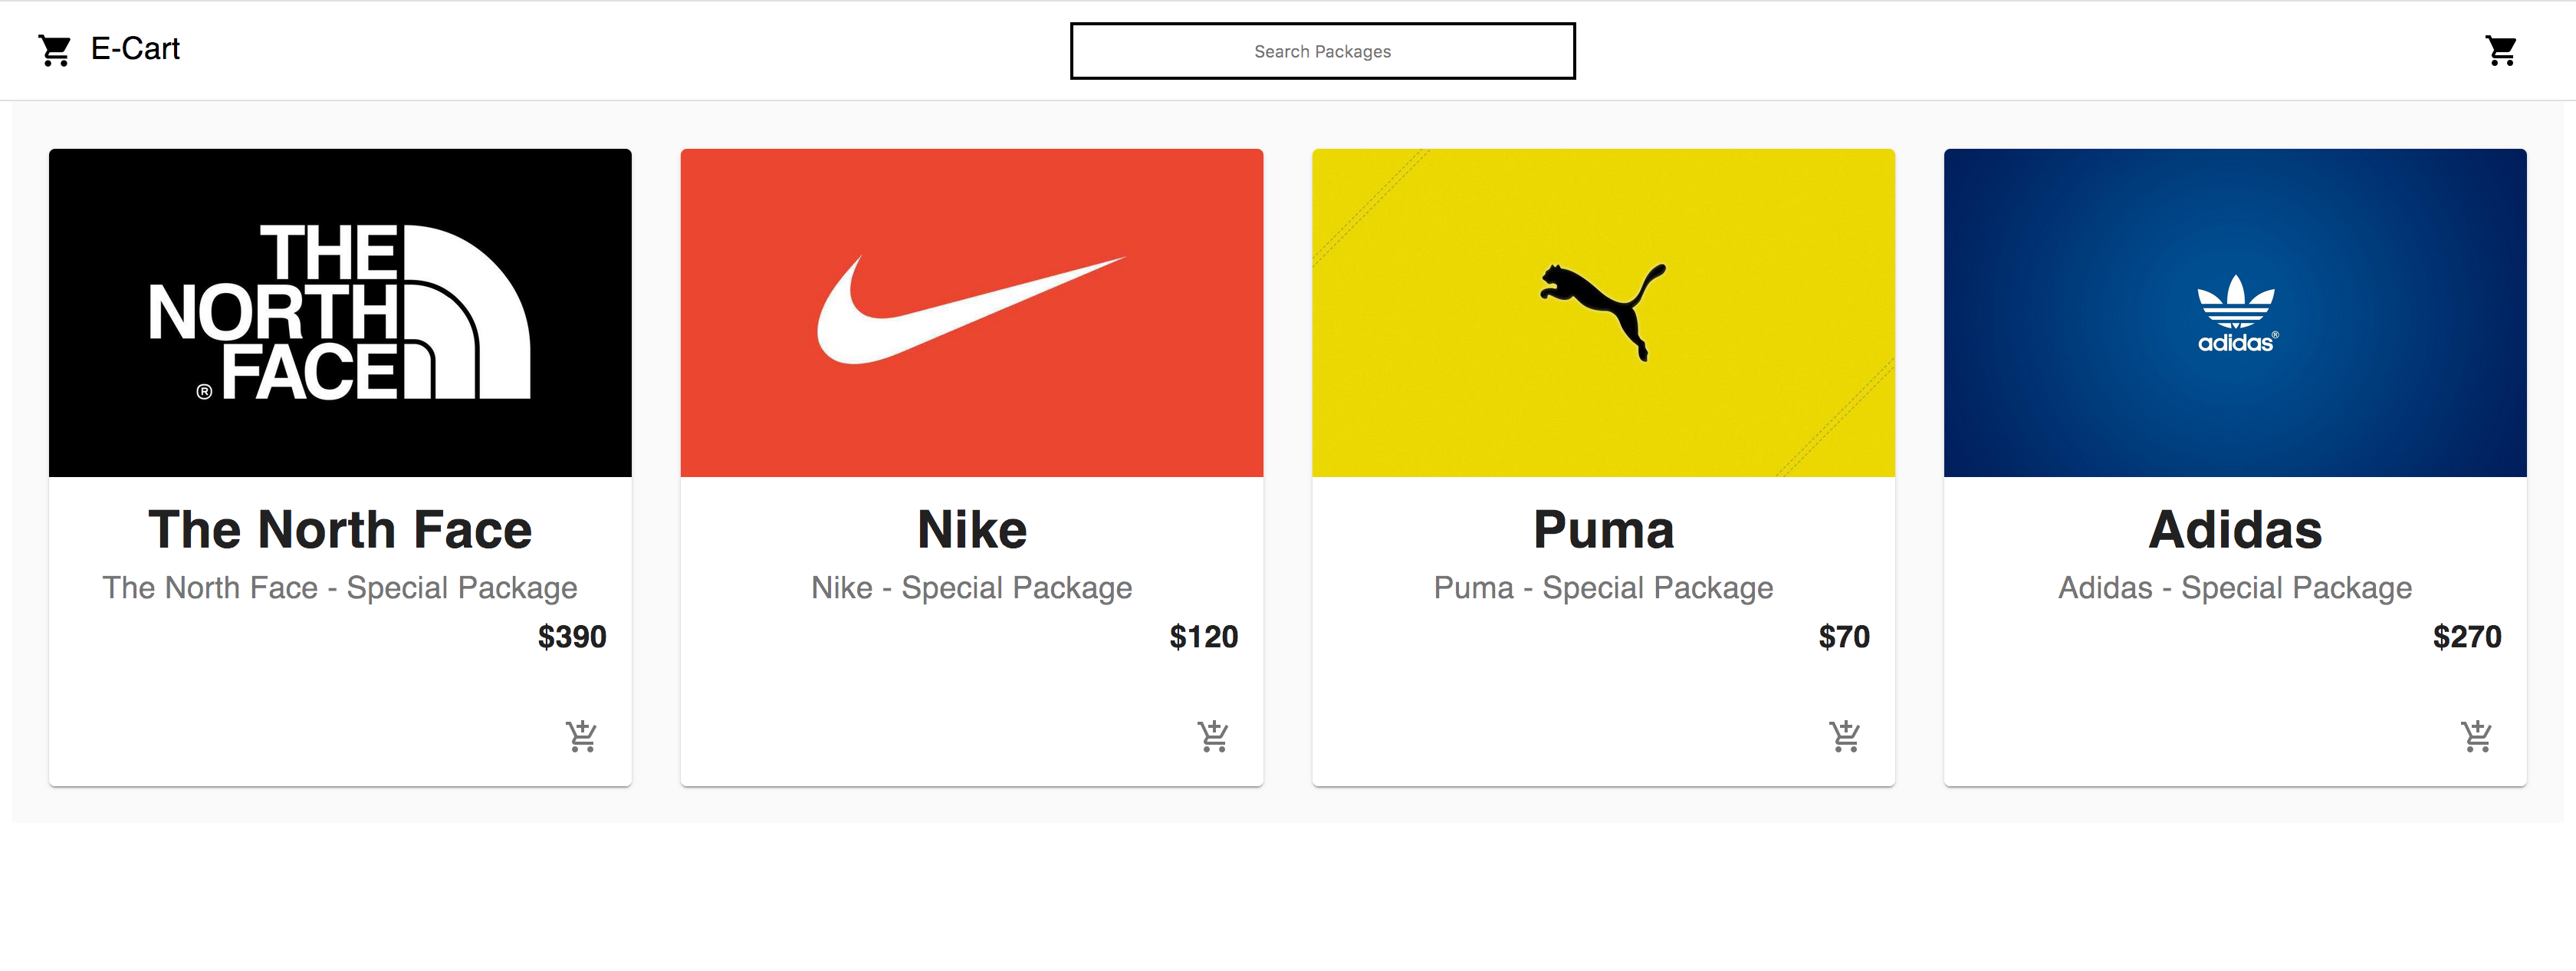 E-Cart
Search Packages
THE
NORTH
® FACE
adidas®
The North Face
The North Face - Special Package
$390
Nike
Nike - Special Package
$120
Puma
Puma - Special Package
$70
Adidas
Adidas - Special Package
$270